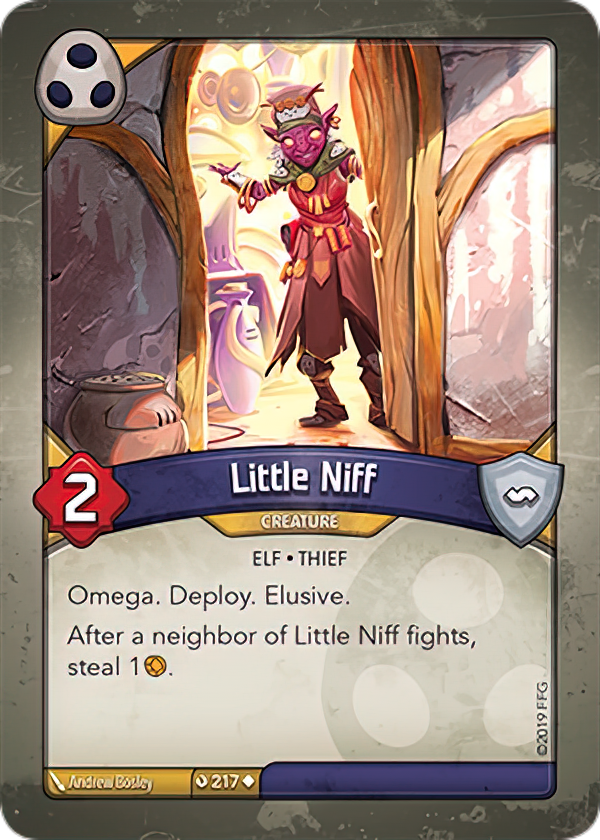 Little Niff
2
CREATURE
ELF • THIEF
Omega. Deploy. Elusive.
After a neighbor of Little Niff fights,
steal 1.
©2019 FFG
Andrew Bosley
217